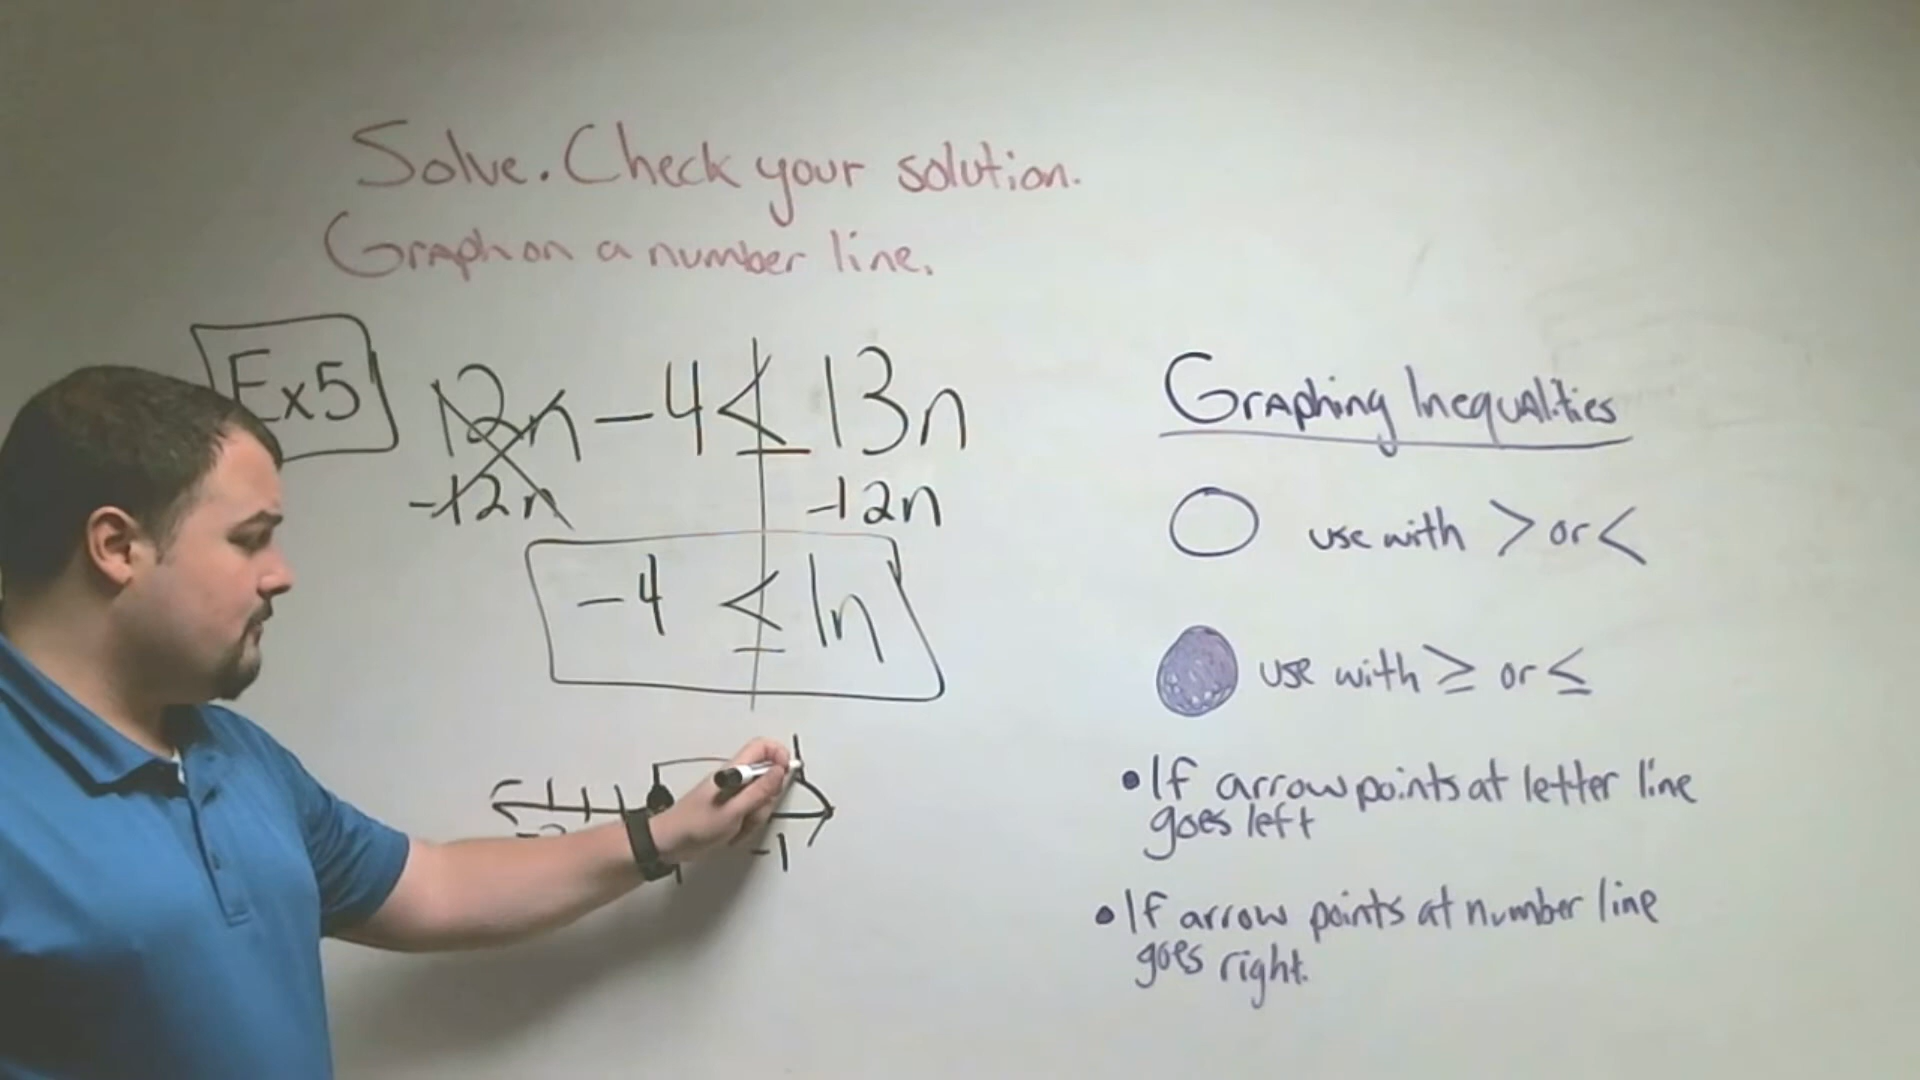 Solve. Check your solution.
Graph on a number line.
Ex5
12n - 4 ≤ 13n
-12n -12n
-4 ≤ 1n
-1
Graphing Inequalities
use with > or <
use with ≥ or ≤
• If arrow points at letter line
goes left
• If arrow points at number line
goes right.